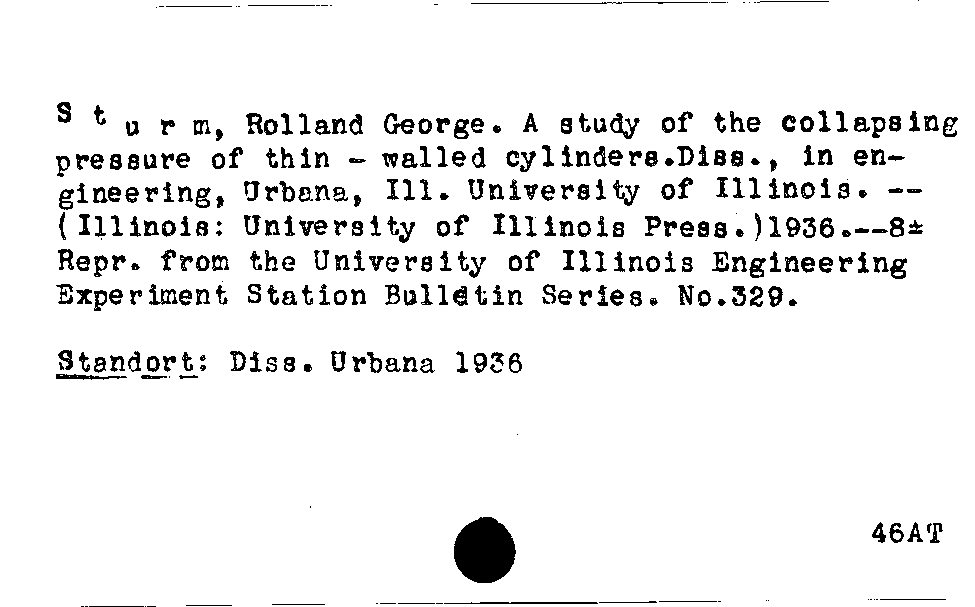 S t u r m, Rolland George. A study of the collapsing
pressure of thin - walled cylinders.Diss., in en-
gineering, Urbana, Ill. University of Illinois. --
(Illinois: University of Illinois Press.)1936.--8±
Repr. from the University of Illinois Engineering
Experiment Station Bulletin Series. No.329.
Standort: Diss. Urbana 1936
46AT